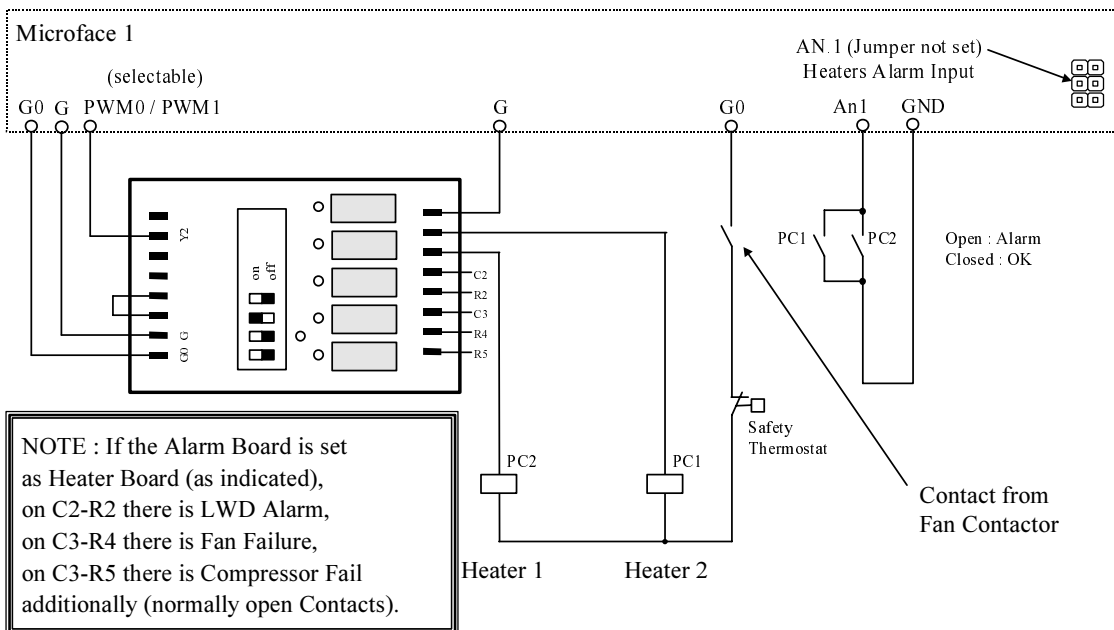 Microface 1
AN.1 (Jumper not set)
Heaters Alarm Input
(selectable)
G0 G PWM0 / PWM1
G
G0
An1
GND
Y2
on
off
G
G0
C2
R2
C3
R4
R5
PC1
PC2
Open : Alarm
Closed : OK
Safety
Thermostat
PC2
PC1
Contact from
Fan Contactor
Heater 1
Heater 2
NOTE : If the Alarm Board is set
as Heater Board (as indicated),
on C2-R2 there is LWD Alarm,
on C3-R4 there is Fan Failure,
on C3-R5 there is Compressor Fail
additionally (normally open Contacts).